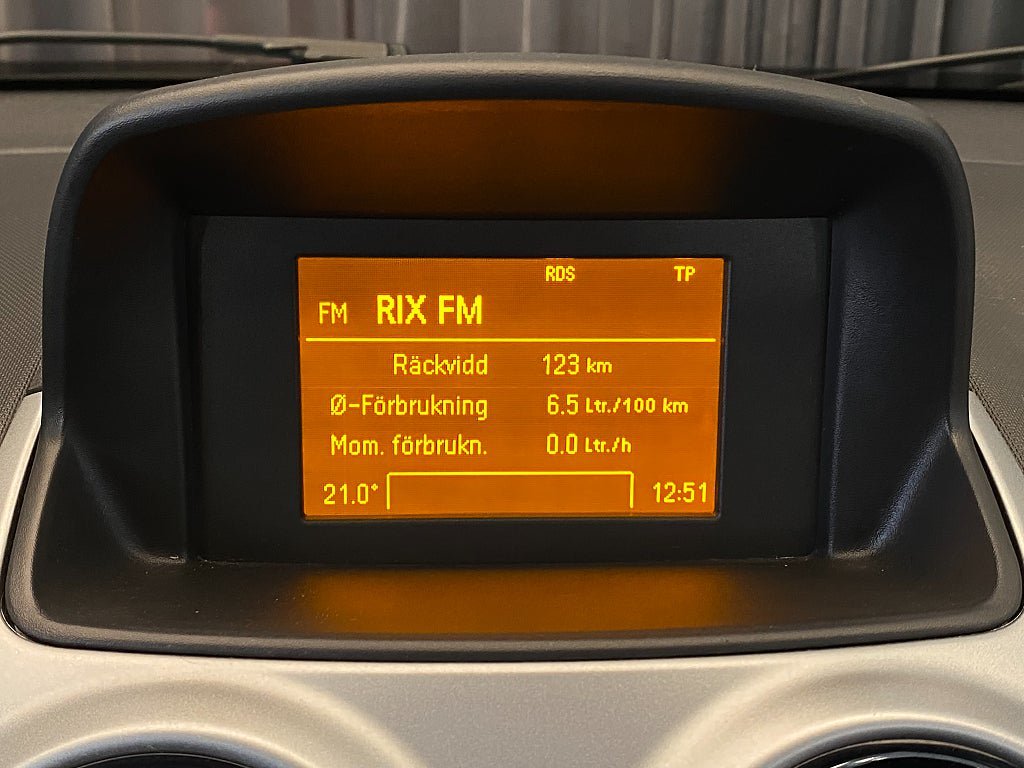 RDS TP
FM RIX FM
Räckvidd 123 km
Ø-Förbrukning 6.5 Ltr./100 km
Mom. förbrukn. 0.0 Ltr./h
21.0° 12:51